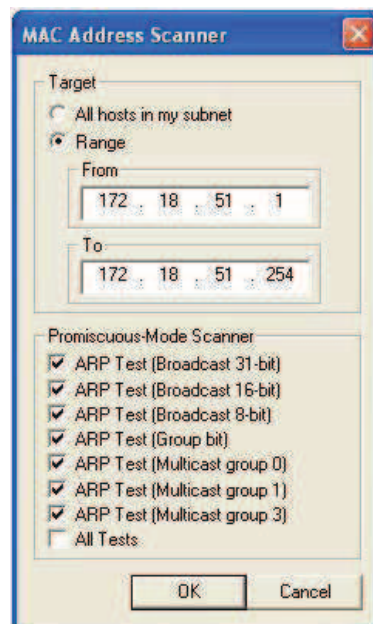 MAC Address Scanner
Target
All hosts in my subnet
Range
From
172 . 18 . 51 . 1
To
172 . 18 . 51 . 254
Promiscuous-Mode Scanner
ARP Test (Broadcast 31-bit)
ARP Test (Broadcast 16-bit)
ARP Test (Broadcast 8-bit)
ARP Test (Group bit)
ARP Test (Multicast group 0)
ARP Test (Multicast group 1)
ARP Test (Multicast group 3)
All Tests
OK Cancel